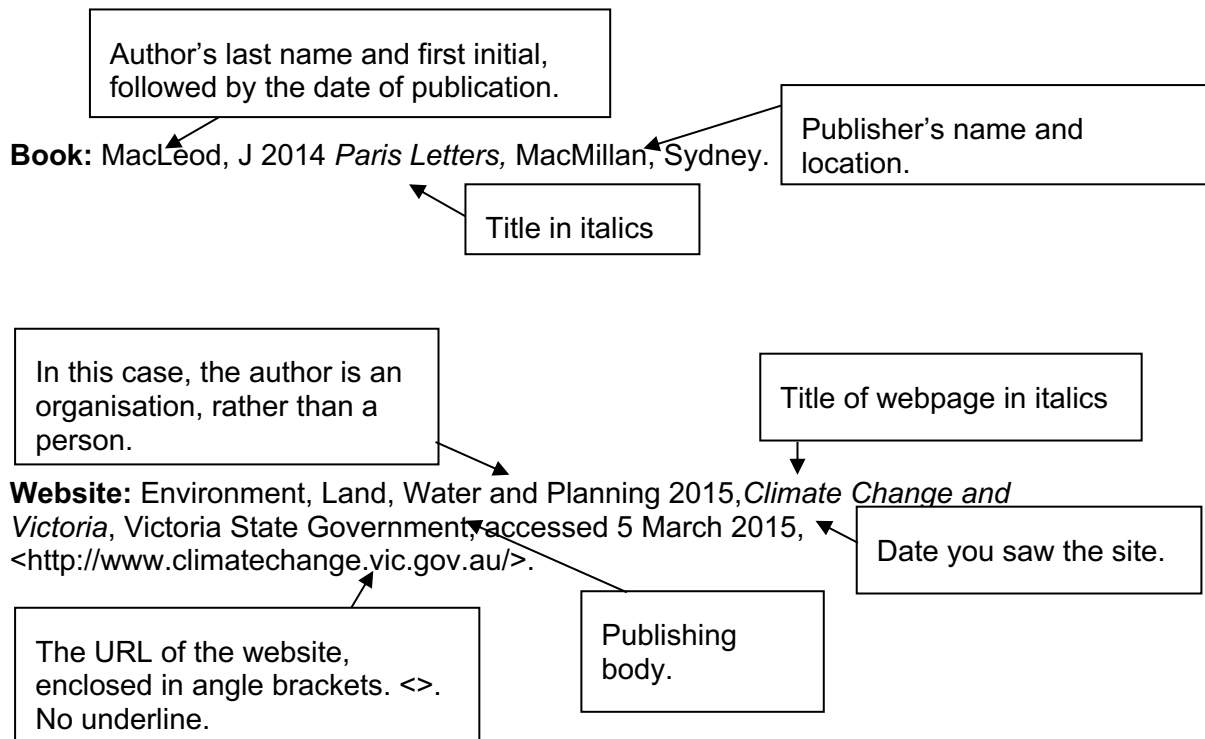 Author’s last name and first initial,
followed by the date of publication.
Publisher’s name and
location.
Book: MacLeod, J 2014 Paris Letters, MacMillan, Sydney.
Title in italics
In this case, the author is an
organisation, rather than a
person.
Title of webpage in italics
Website: Environment, Land, Water and Planning 2015,Climate Change and
Victoria, Victoria State Government, accessed 5 March 2015,
<http://www.climatechange.vic.gov.au/>.
Date you saw the site.
Publishing
body.
The URL of the website,
enclosed in angle brackets. <>.
No underline.